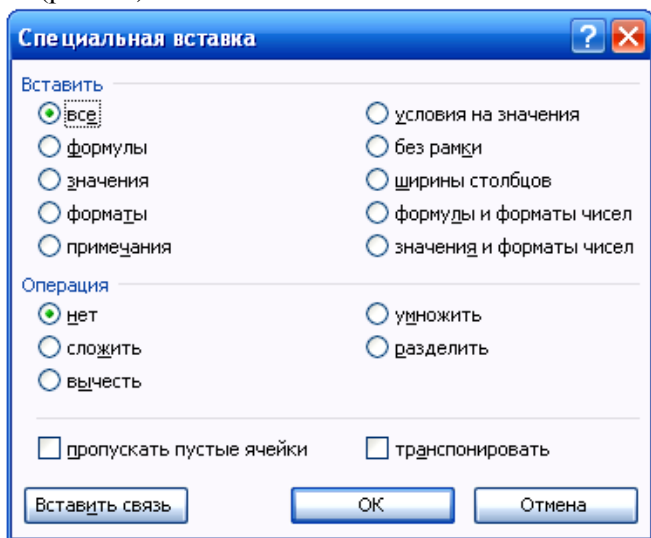 Специальная вставка
Вставить
все
условия на значения
формулы
без рамки
значения
ширины столбцов
форматы
формулы и форматы чисел
примечания
значения и форматы чисел
Операция
нет
умножить
сложить
разделить
вычесть
пропускать пустые ячейки
транспонировать
Вставить связь
ОК
Отмена